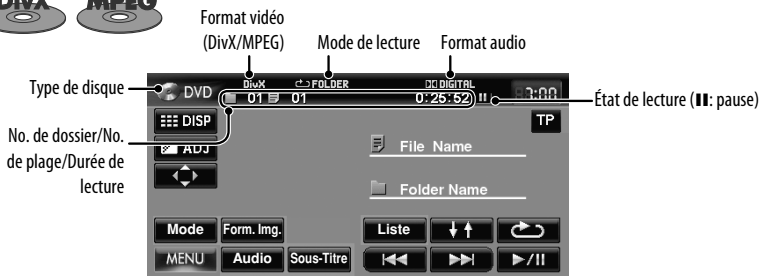 DivX MPEG
Format vidéo
(DivX/MPEG)
Mode de lecture
Format audio
Type de disque
DVD
DivX
FOLDER
DIGITAL
01 01 0:25:52
3:00
État de lecture (▮▮: pause)
No. de dossier/No.
de plage/Durée de
lecture
DISP
TP
ADJ
File Name
Folder Name
Mode Form. Img. Liste
MENU Audio Sous-Titre